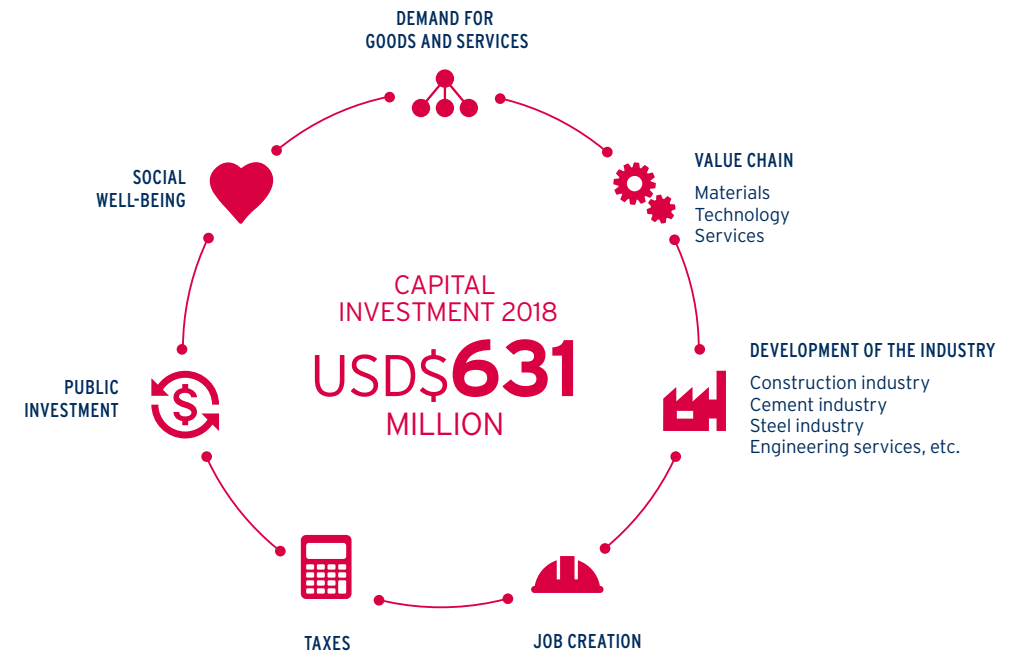 DEMAND FOR
GOODS AND SERVICES
VALUE CHAIN
Materials
Technology
Services
DEVELOPMENT OF THE INDUSTRY
Construction industry
Cement industry
Steel industry
Engineering services, etc.
JOB CREATION
TAXES
PUBLIC
INVESTMENT
$
SOCIAL
WELL-BEING
CAPITAL
INVESTMENT 2018
USD$631
MILLION